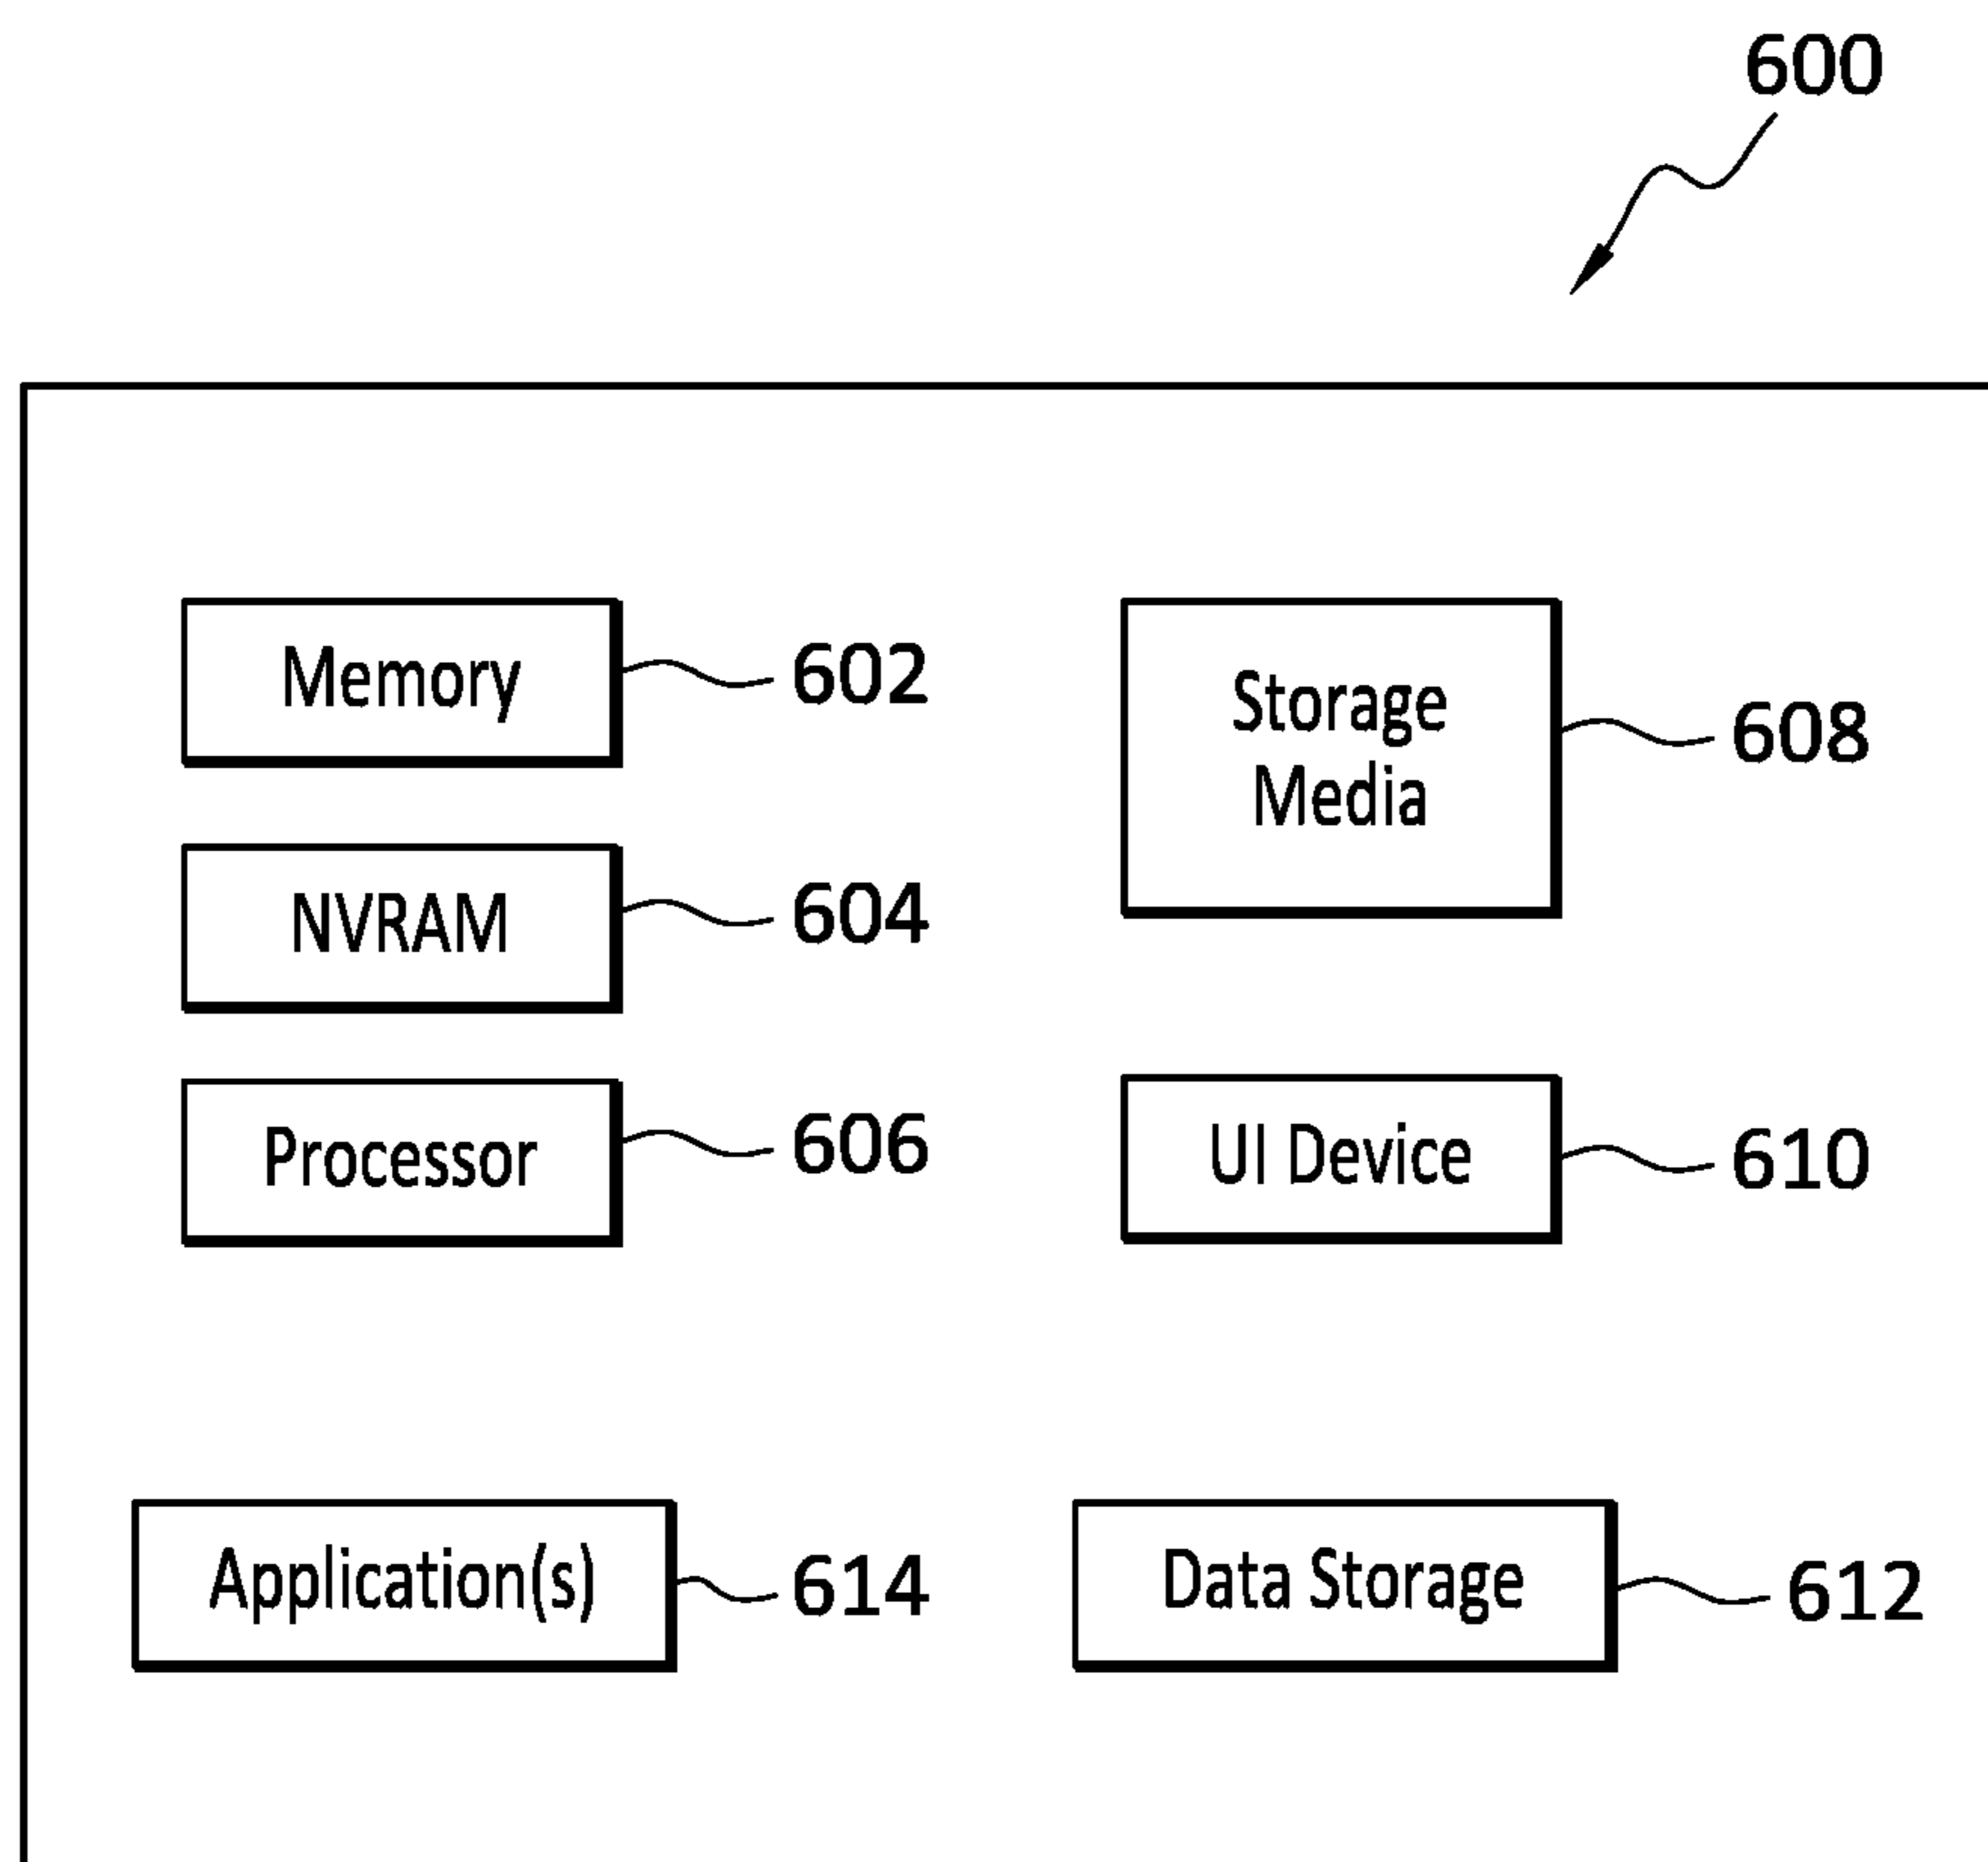 600
Memory
602
NVRAM
604
Processor
606
Storage
Media
608
UI Device
610
Application(s)
614
Data Storage
612